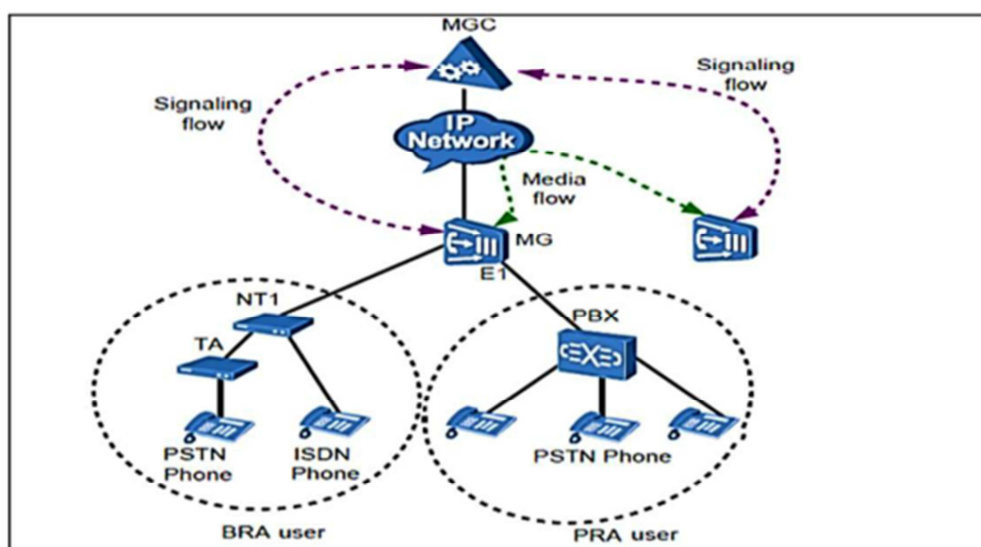 MGC
Signaling
flow
Signaling
flow
IP
Network
Media
flow
MG
E1
NT1
PBX
TA
PSTN
Phone
ISDN
Phone
PSTN Phone
BRA user
PRA user